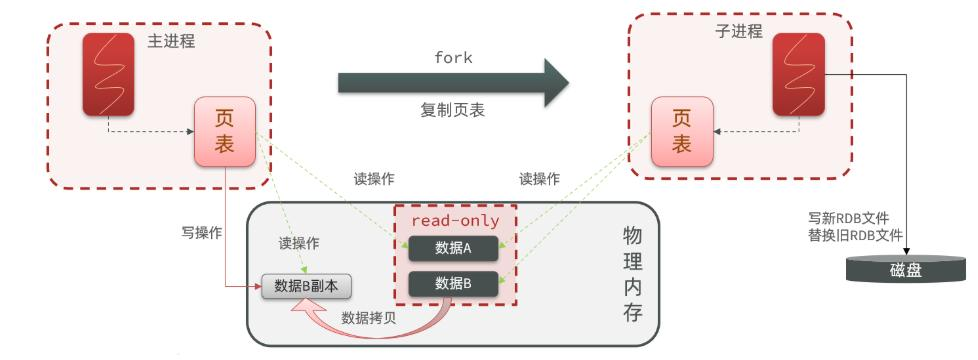 主进程
页
表
fork
复制页表
子进程
页
表
读操作
读操作
写操作
读操作
read-only
数据A
数据B
数据B副本
数据拷贝
物
理
内
存
写新RDB文件
替换旧RDB文件
磁盘